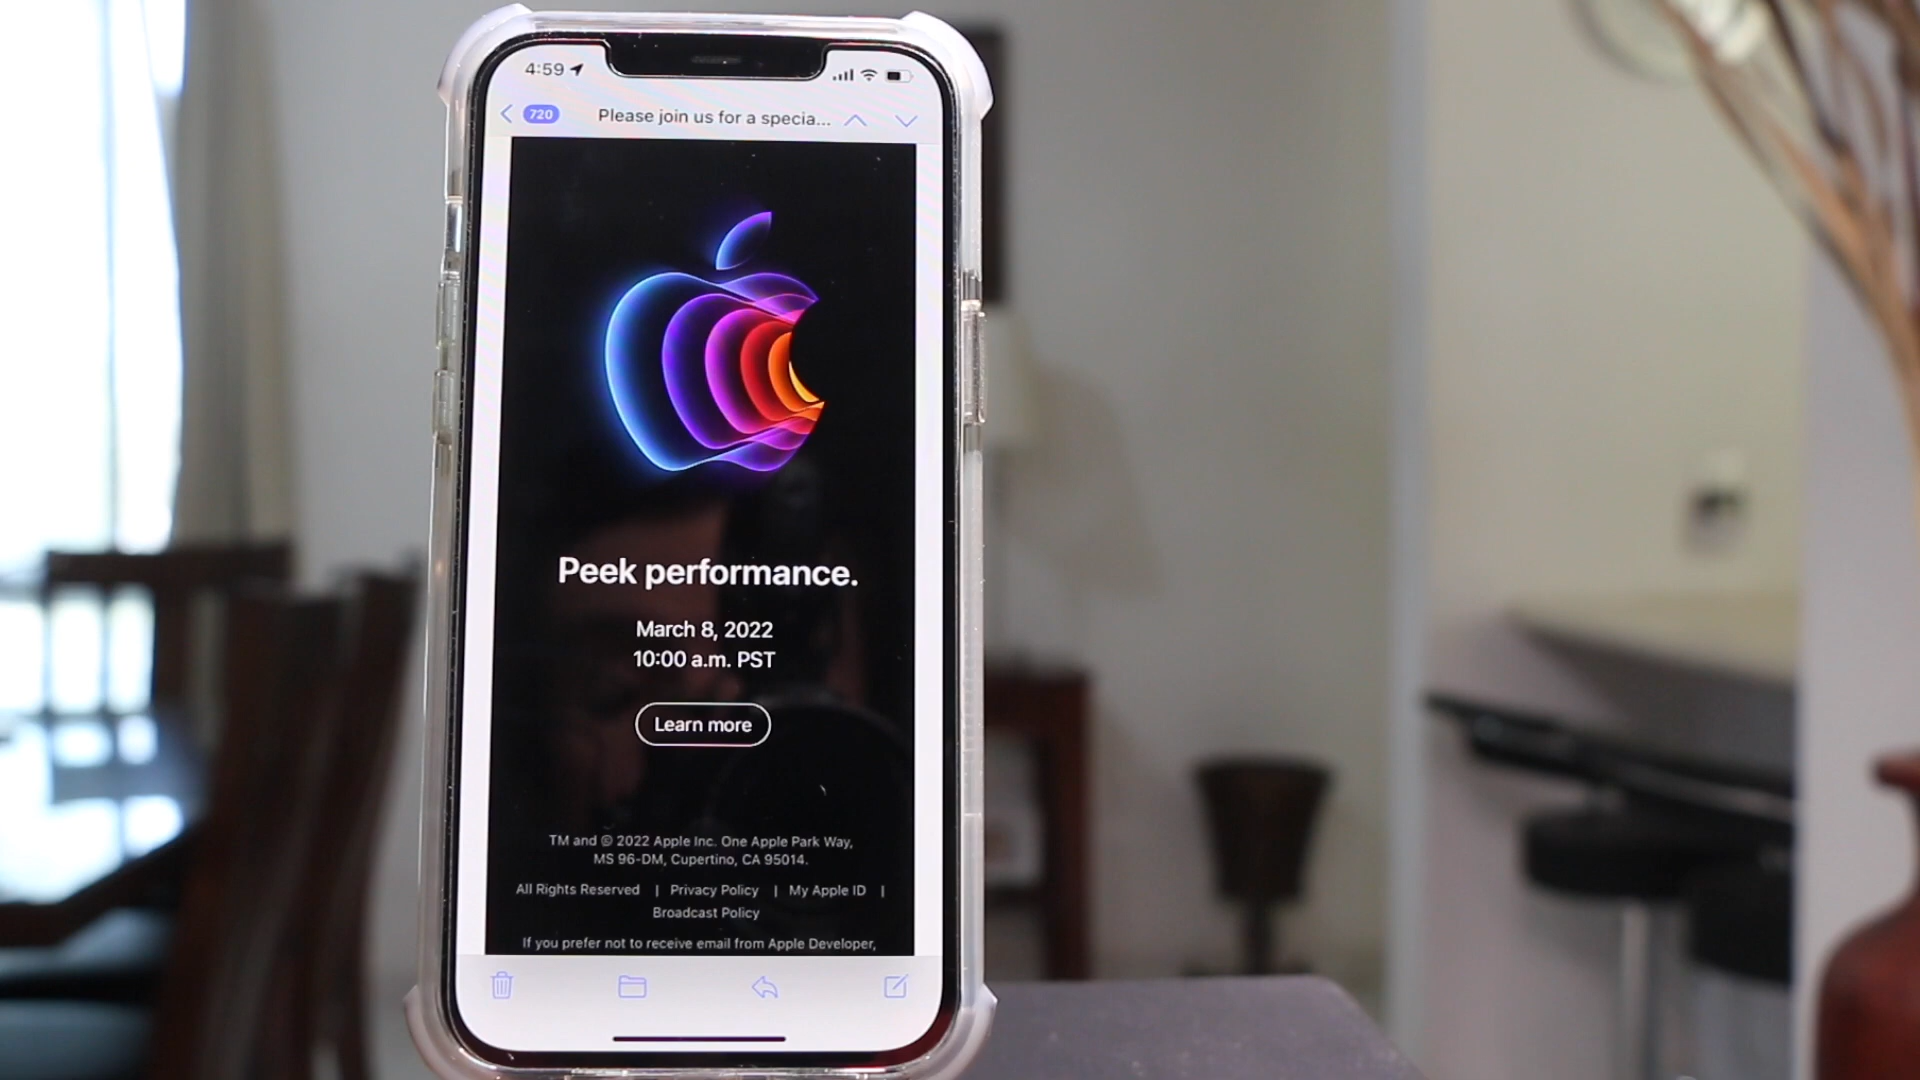 4:59
720 Please join us for a specia...
Peek performance.
March 8, 2022
10:00 a.m. PST
Learn more
TM and © 2022 Apple Inc. One Apple Park Way,
MS 96-DM, Cupertino, CA 95014.
All Rights Reserved | Privacy Policy | My Apple ID |
Broadcast Policy
If you prefer not to receive email from Apple Developer,